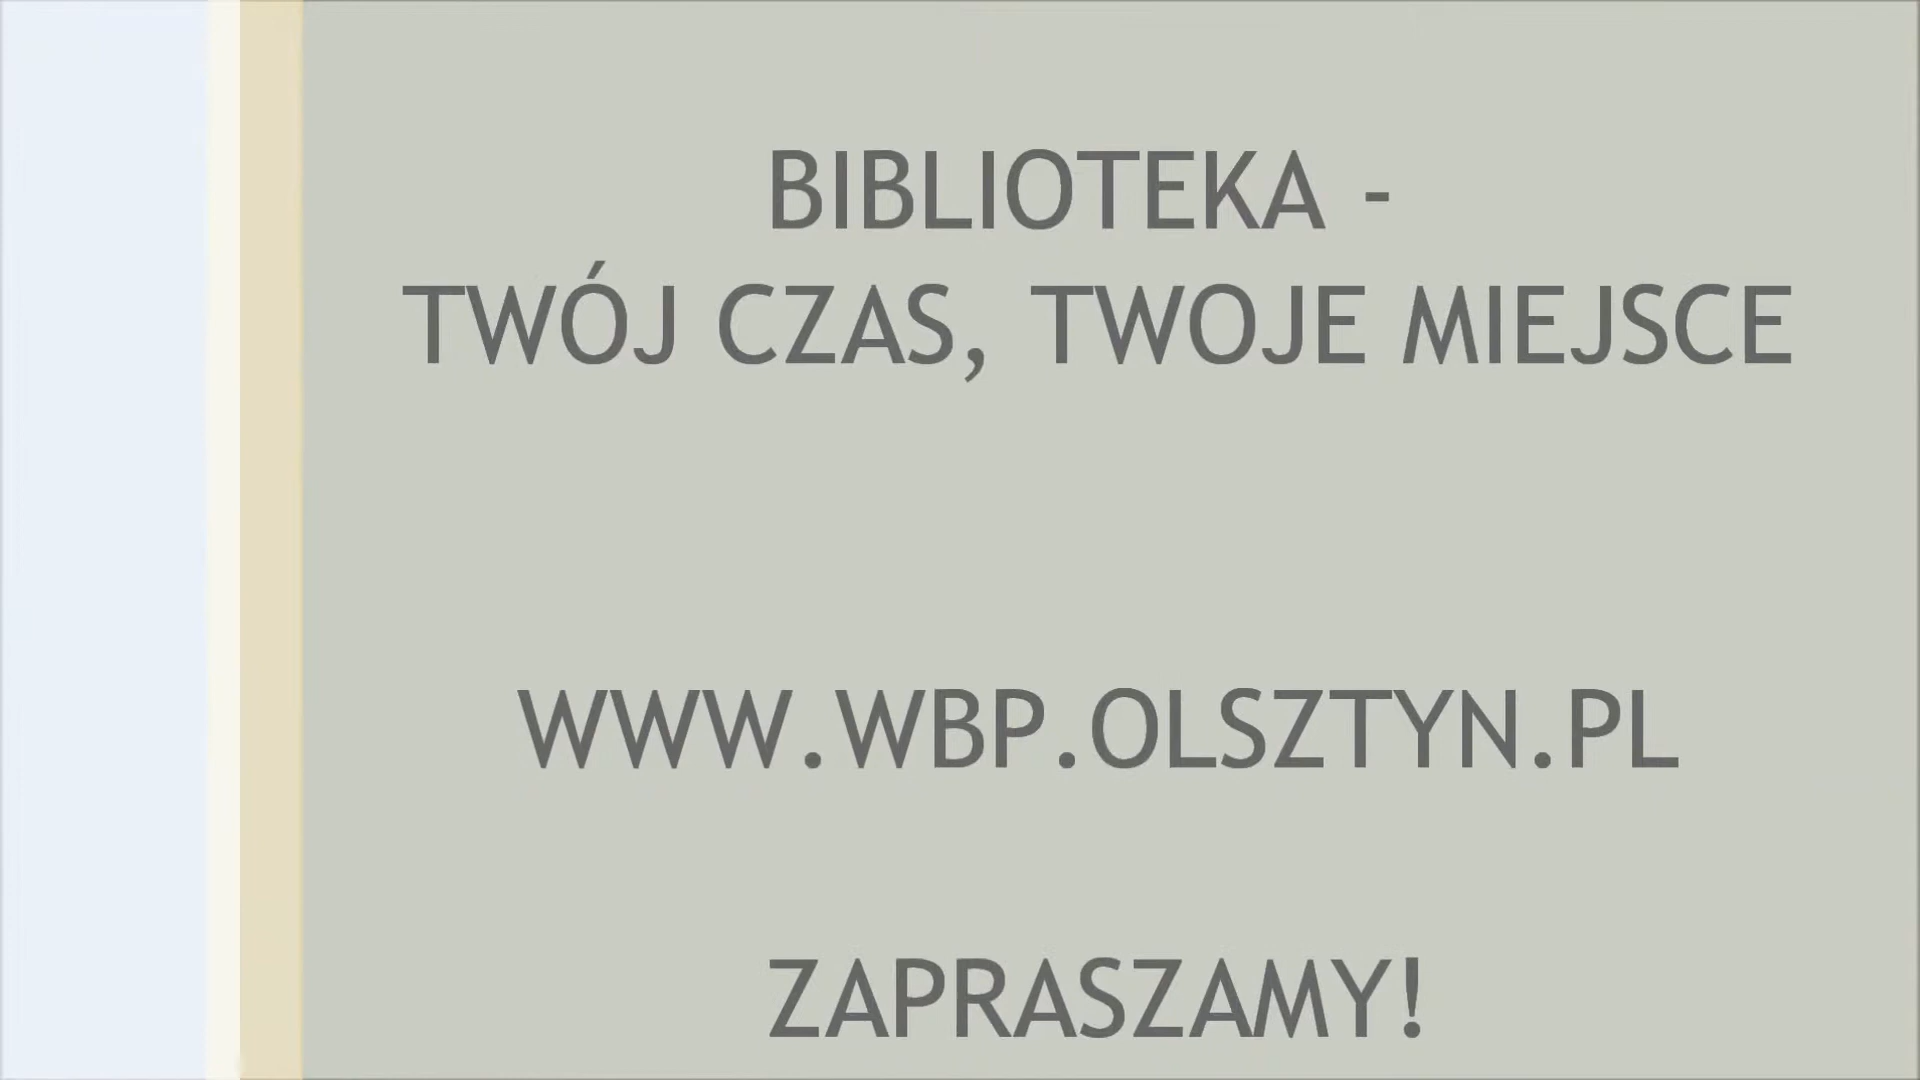 BIBLIOTEKA -
TWÓJ CZAS, TWOJE MIEJSCE
WWW.WBP.OLSZTYN.PL
ZAPRASZAMY!